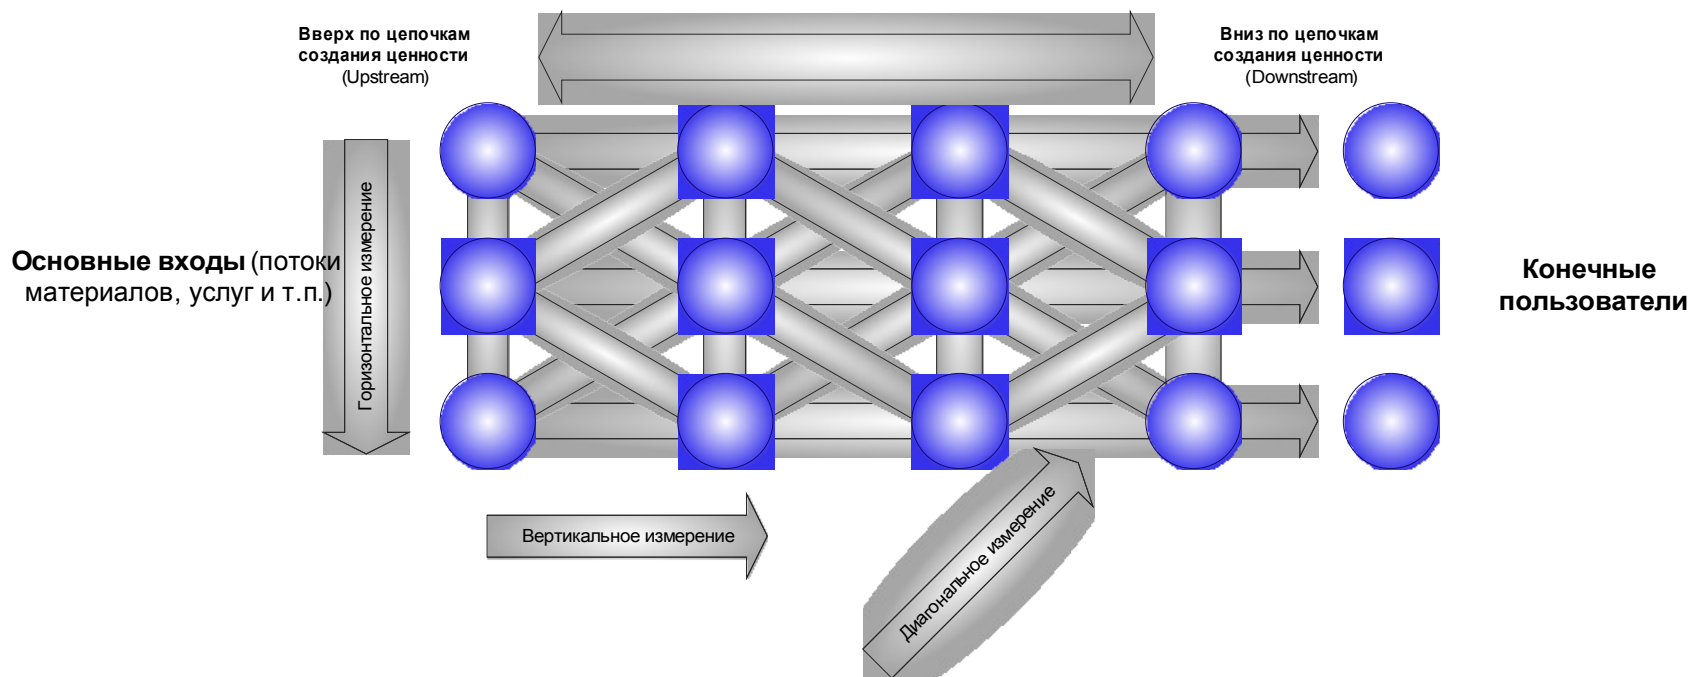 Вверх по цепочкам
создания ценности
(Upstream)
Вниз по цепочкам
создания ценности
(Downstream)
Основные входы (потоки
материалов, услуг и т.п.)
Горизонтальное измерение
Конечные
пользователи
Вертикальное измерение
Диагональное измерение